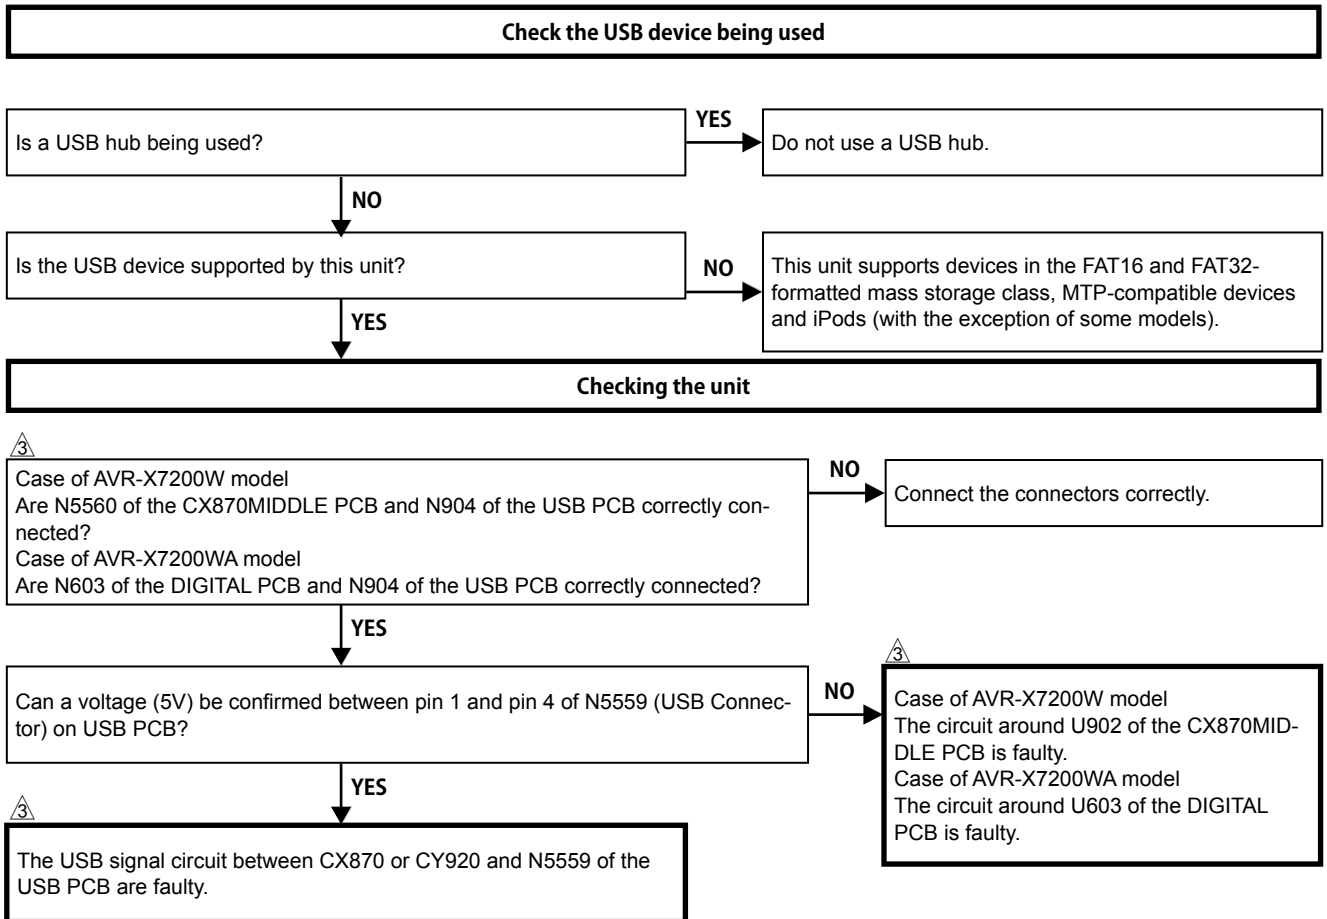 Check the USB device being used
Is a USB hub being used?
YES
Do not use a USB hub.
NO
Is the USB device supported by this unit?
NO
This unit supports devices in the FAT16 and FAT32-
formatted mass storage class, MTP-compatible devices
and iPods (with the exception of some models).
YES
Checking the unit
3
Case of AVR-X7200W model
Are N5560 of the CX870MIDDLE PCB and N904 of the USB PCB correctly con-
nected?
Case of AVR-X7200WA model
Are N603 of the DIGITAL PCB and N904 of the USB PCB correctly connected?
NO
Connect the connectors correctly.
YES
Can a voltage (5V) be confirmed between pin 1 and pin 4 of N5559 (USB Connec-
tor) on USB PCB?
NO
3
Case of AVR-X7200W model
The circuit around U902 of the CX870MID-
DLE PCB is faulty.
Case of AVR-X7200WA model
The circuit around U603 of the DIGITAL
PCB is faulty.
YES
3
The USB signal circuit between CX870 or CY920 and N5559 of the
USB PCB are faulty.